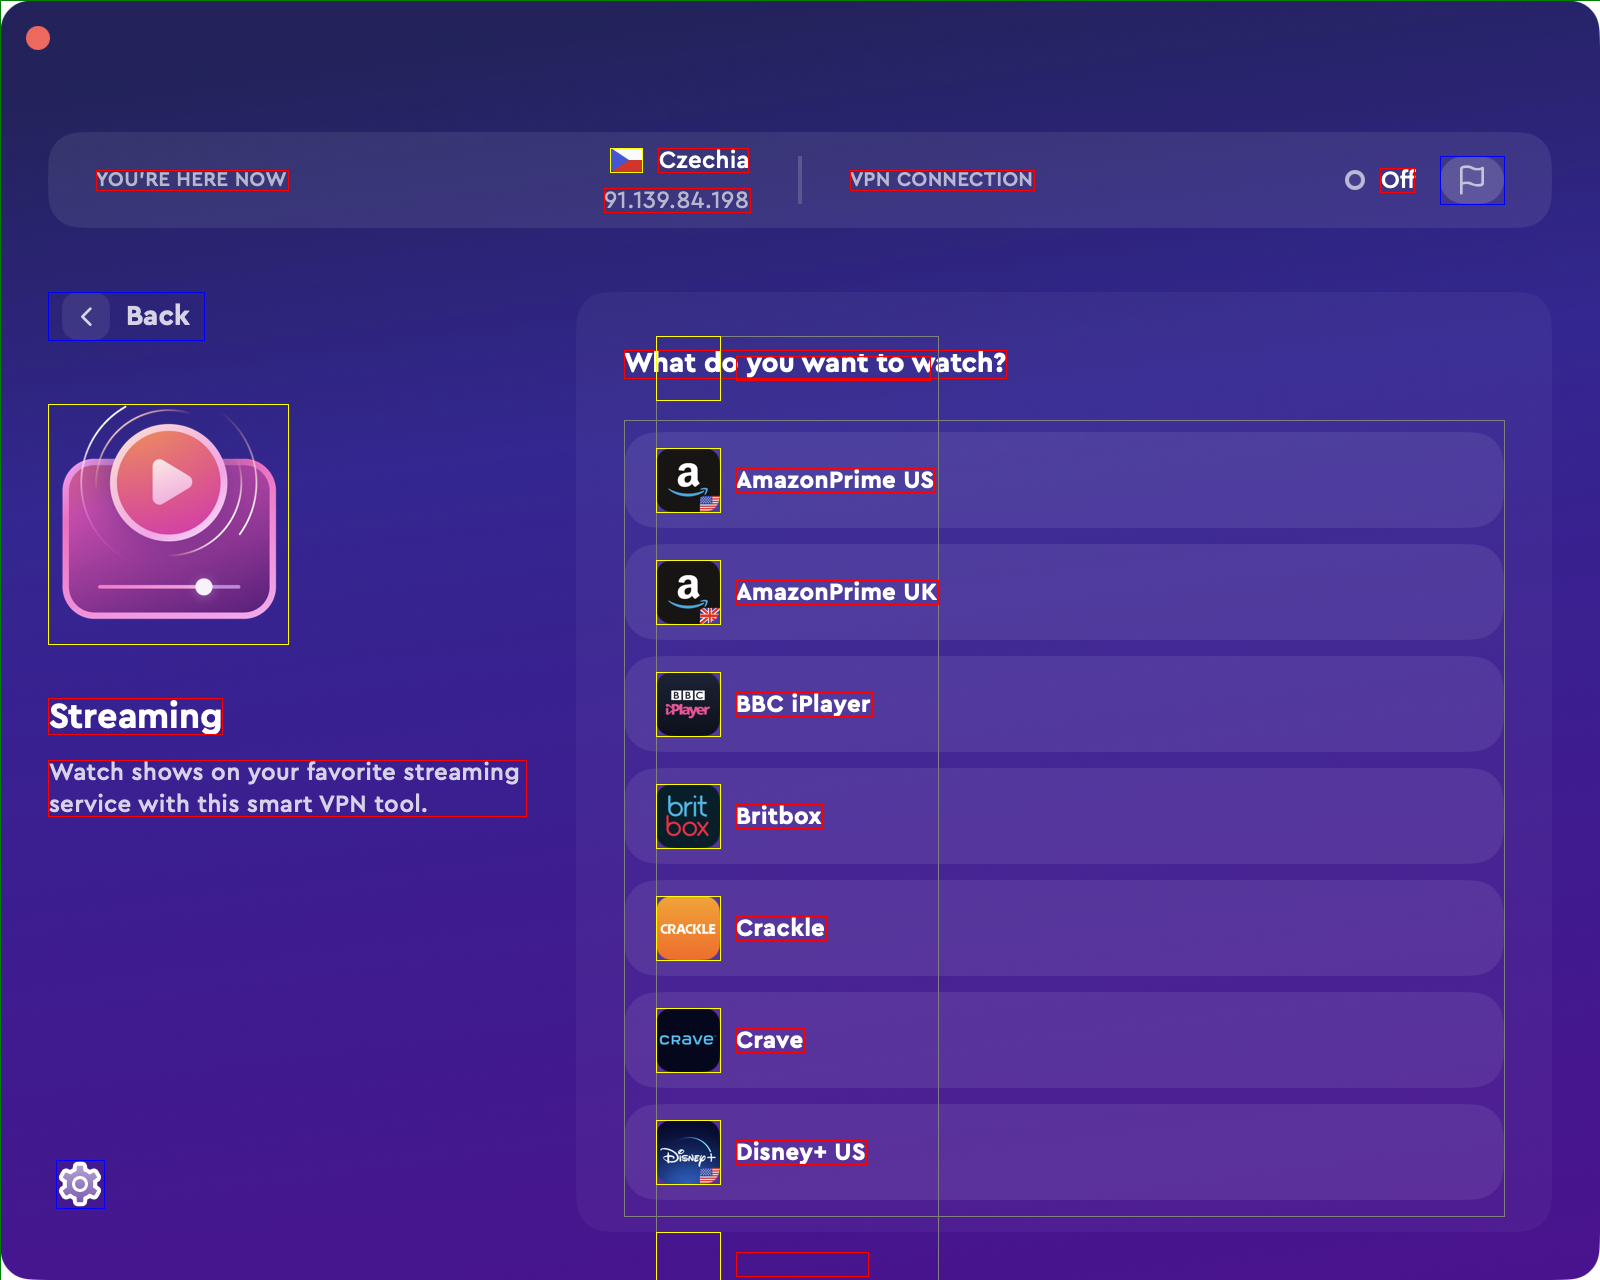 YOU'RE HERE NOW
Czechia
91.139.84.198
VPN CONNECTION
Off
Back
What do you want to watch?
a
AmazonPrime US
a
AmazonPrime UK
BBC
iPlayer
BBC iPlayer
brit
box
Britbox
CRACKLE
Crackle
CRAVE
Crave
Disney+
Disney+ US
Streaming
Watch shows on your favorite streaming
service with this smart VPN tool.